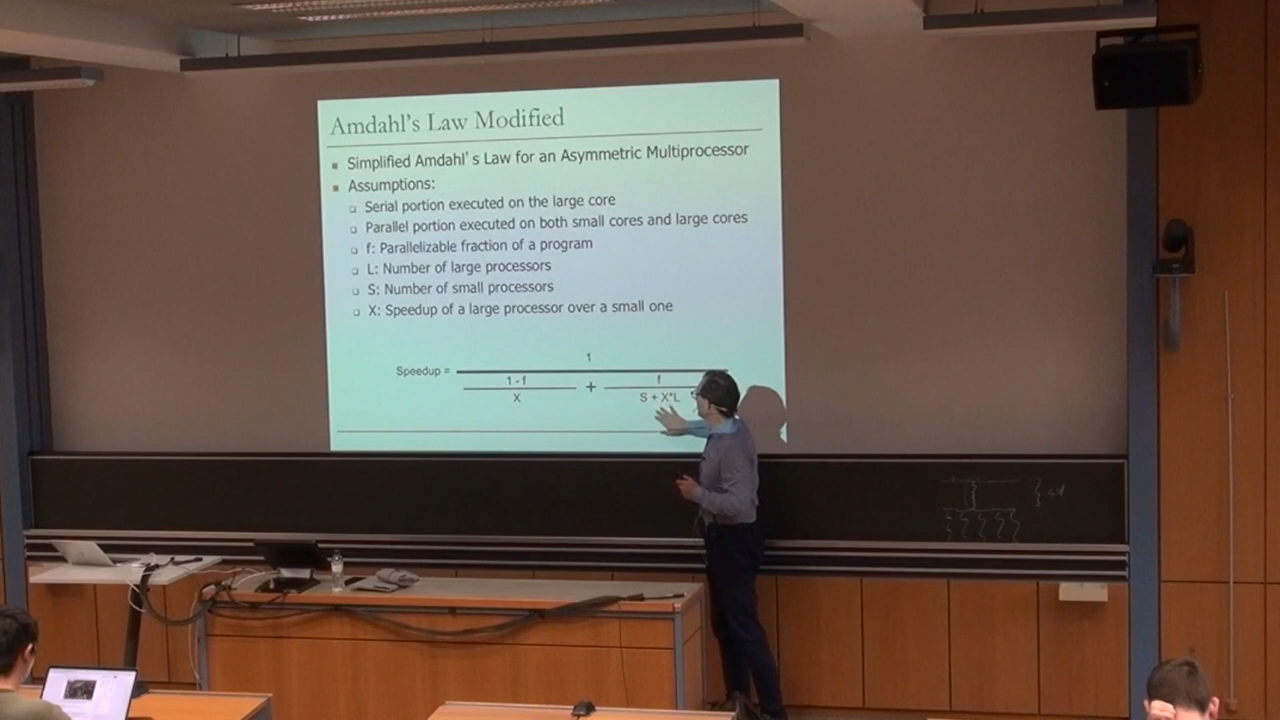 Amdahl's Law Modified
Simplified Amdahl's Law for an Asymmetric Multiprocessor
Assumptions:
Serial portion executed on the large core
Parallel portion executed on both small cores and large cores
f: Parallelizable fraction of a program
L: Number of large processors
S: Number of small processors
X: Speedup of a large processor over a small one
1
Speedup =
1 - f
+
f
X
S + X*L